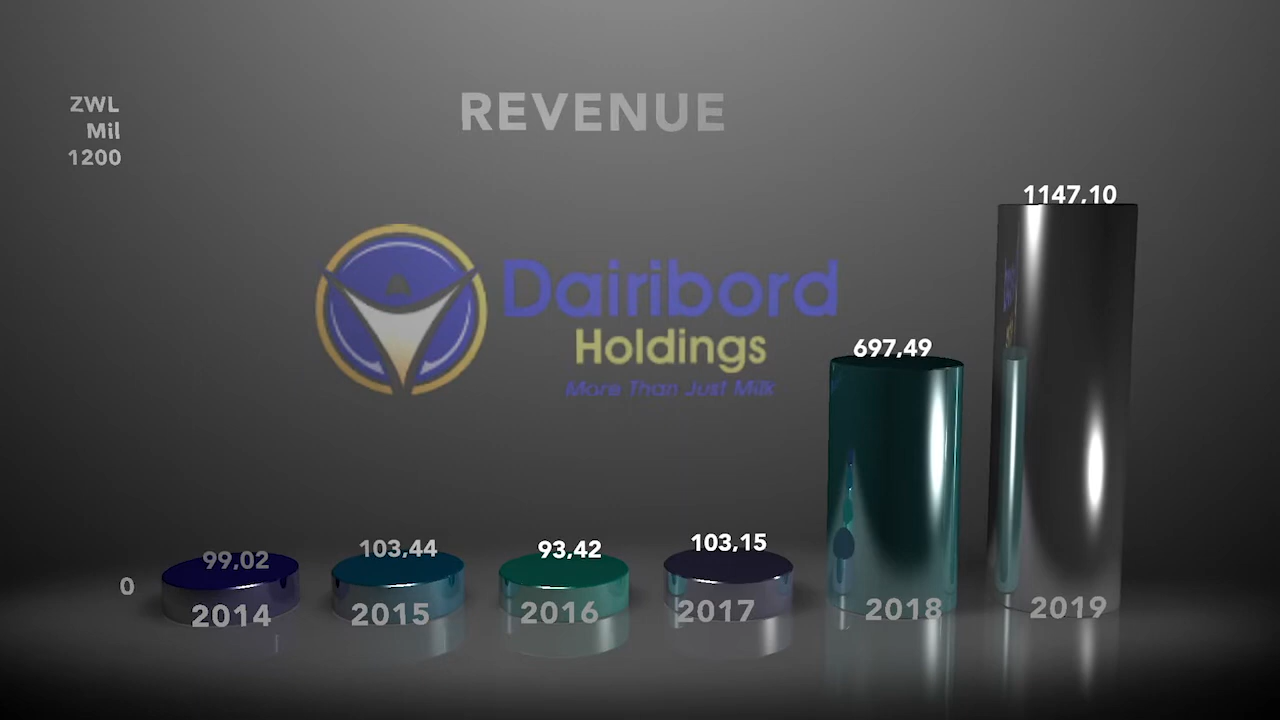 REVENUE
ZWL
Mil
1200
1147,10
Dairibord
Holdings
More Than Just Milk
697,49
99,02
103,44
93,42
103,15
0
2014
2015
2016
2017
2018
2019